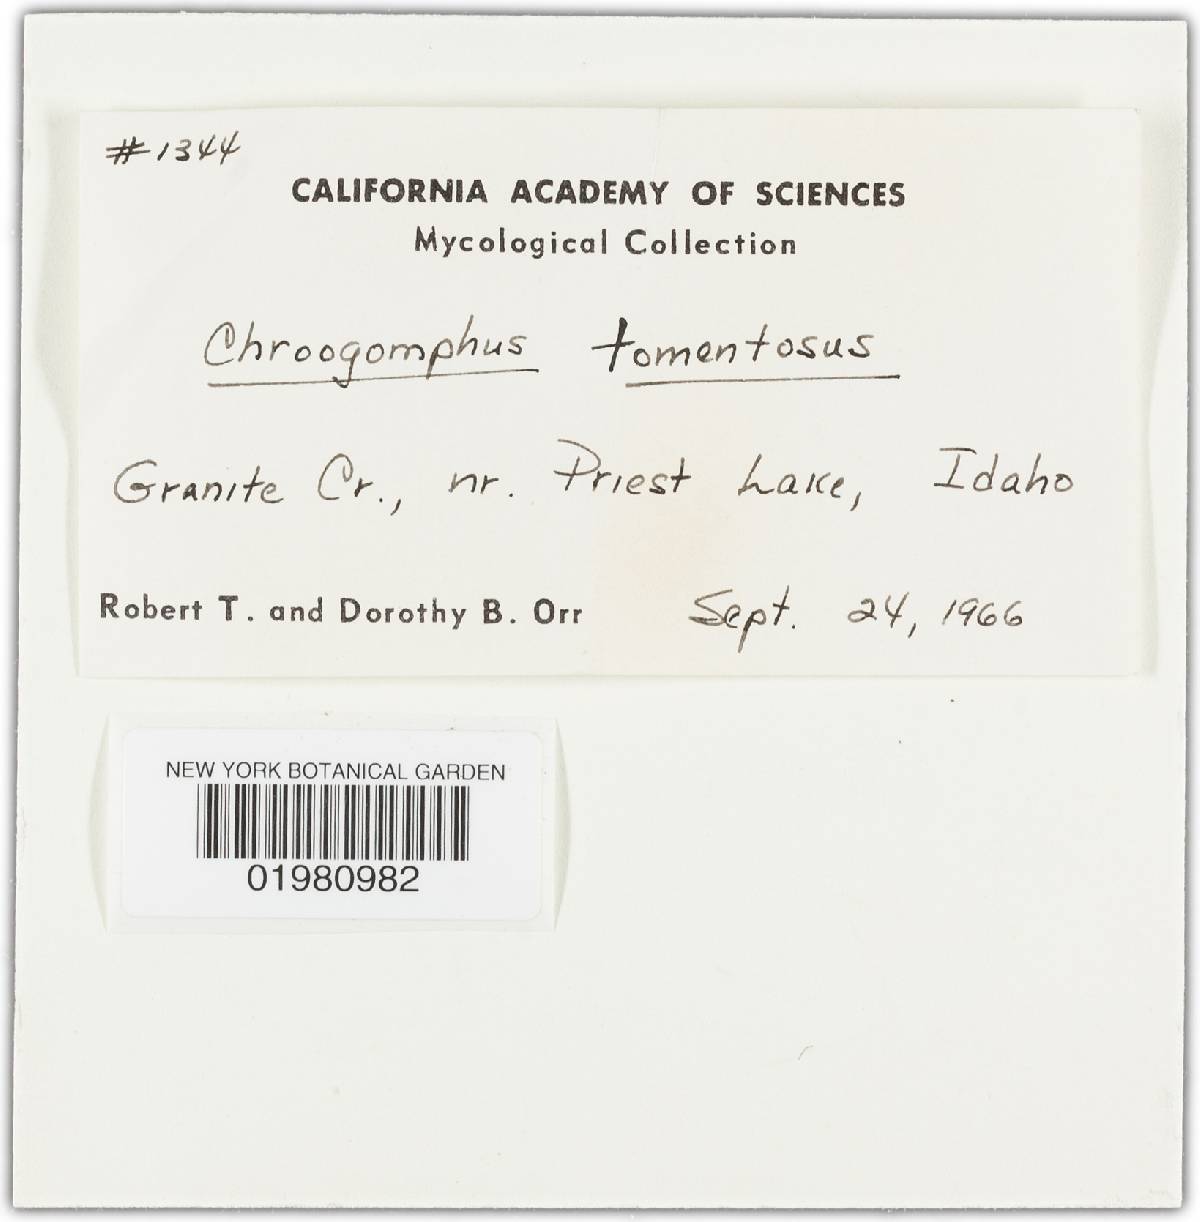 #1344
CALIFORNIA ACADEMY OF SCIENCES
Mycological Collection
Chroogomphus tomentosus
Granite Cr., nr. Priest Lake, Idaho
Robert T. and Dorothy B. Orr Sept. 24, 1966
NEW YORK BOTANICAL GARDEN
01980982